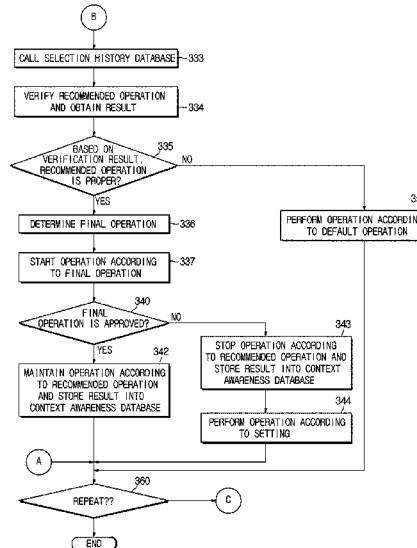 B
CALL SELECTION HISTORY DATABASE
333
VERIFY RECOMMENDED OPERATION
AND OBTAIN RESULT
334
335
BASED ON
VERIFICATION RESULT,
RECOMMENDED OPERATION
IS PROPER?
NO
YES
DETERMINE FINAL OPERATION
336
PERFORM OPERATION ACCORDING
TO DEFAULT OPERATION
START OPERATION ACCORDING
TO FINAL OPERATION
337
340
FINAL
OPERATION IS APPROVED?
NO
YES
342
MAINTAIN OPERATION ACCORDING
TO RECOMMENDED OPERATION
AND STORE RESULT INTO
CONTEXT AWARENESS DATABASE
343
STOP OPERATION ACCORDING
TO RECOMMENDED OPERATION AND
STORE RESULT INTO CONTEXT
AWARENESS DATABASE
344
PERFORM OPERATION ACCORDING
TO SETTING
A
360
REPEAT??
C
END